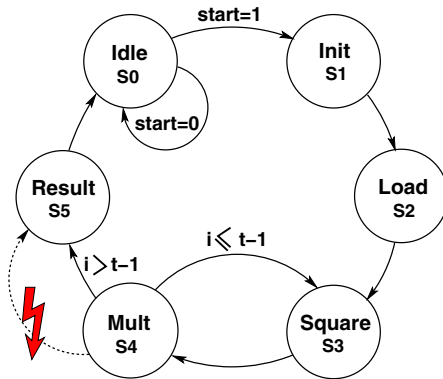 start=1
Idle
S0
Init
S1
start=0
Result
S5
Load
S2
i > t−1
i ≤ t−1
Mult
S4
Square
S3